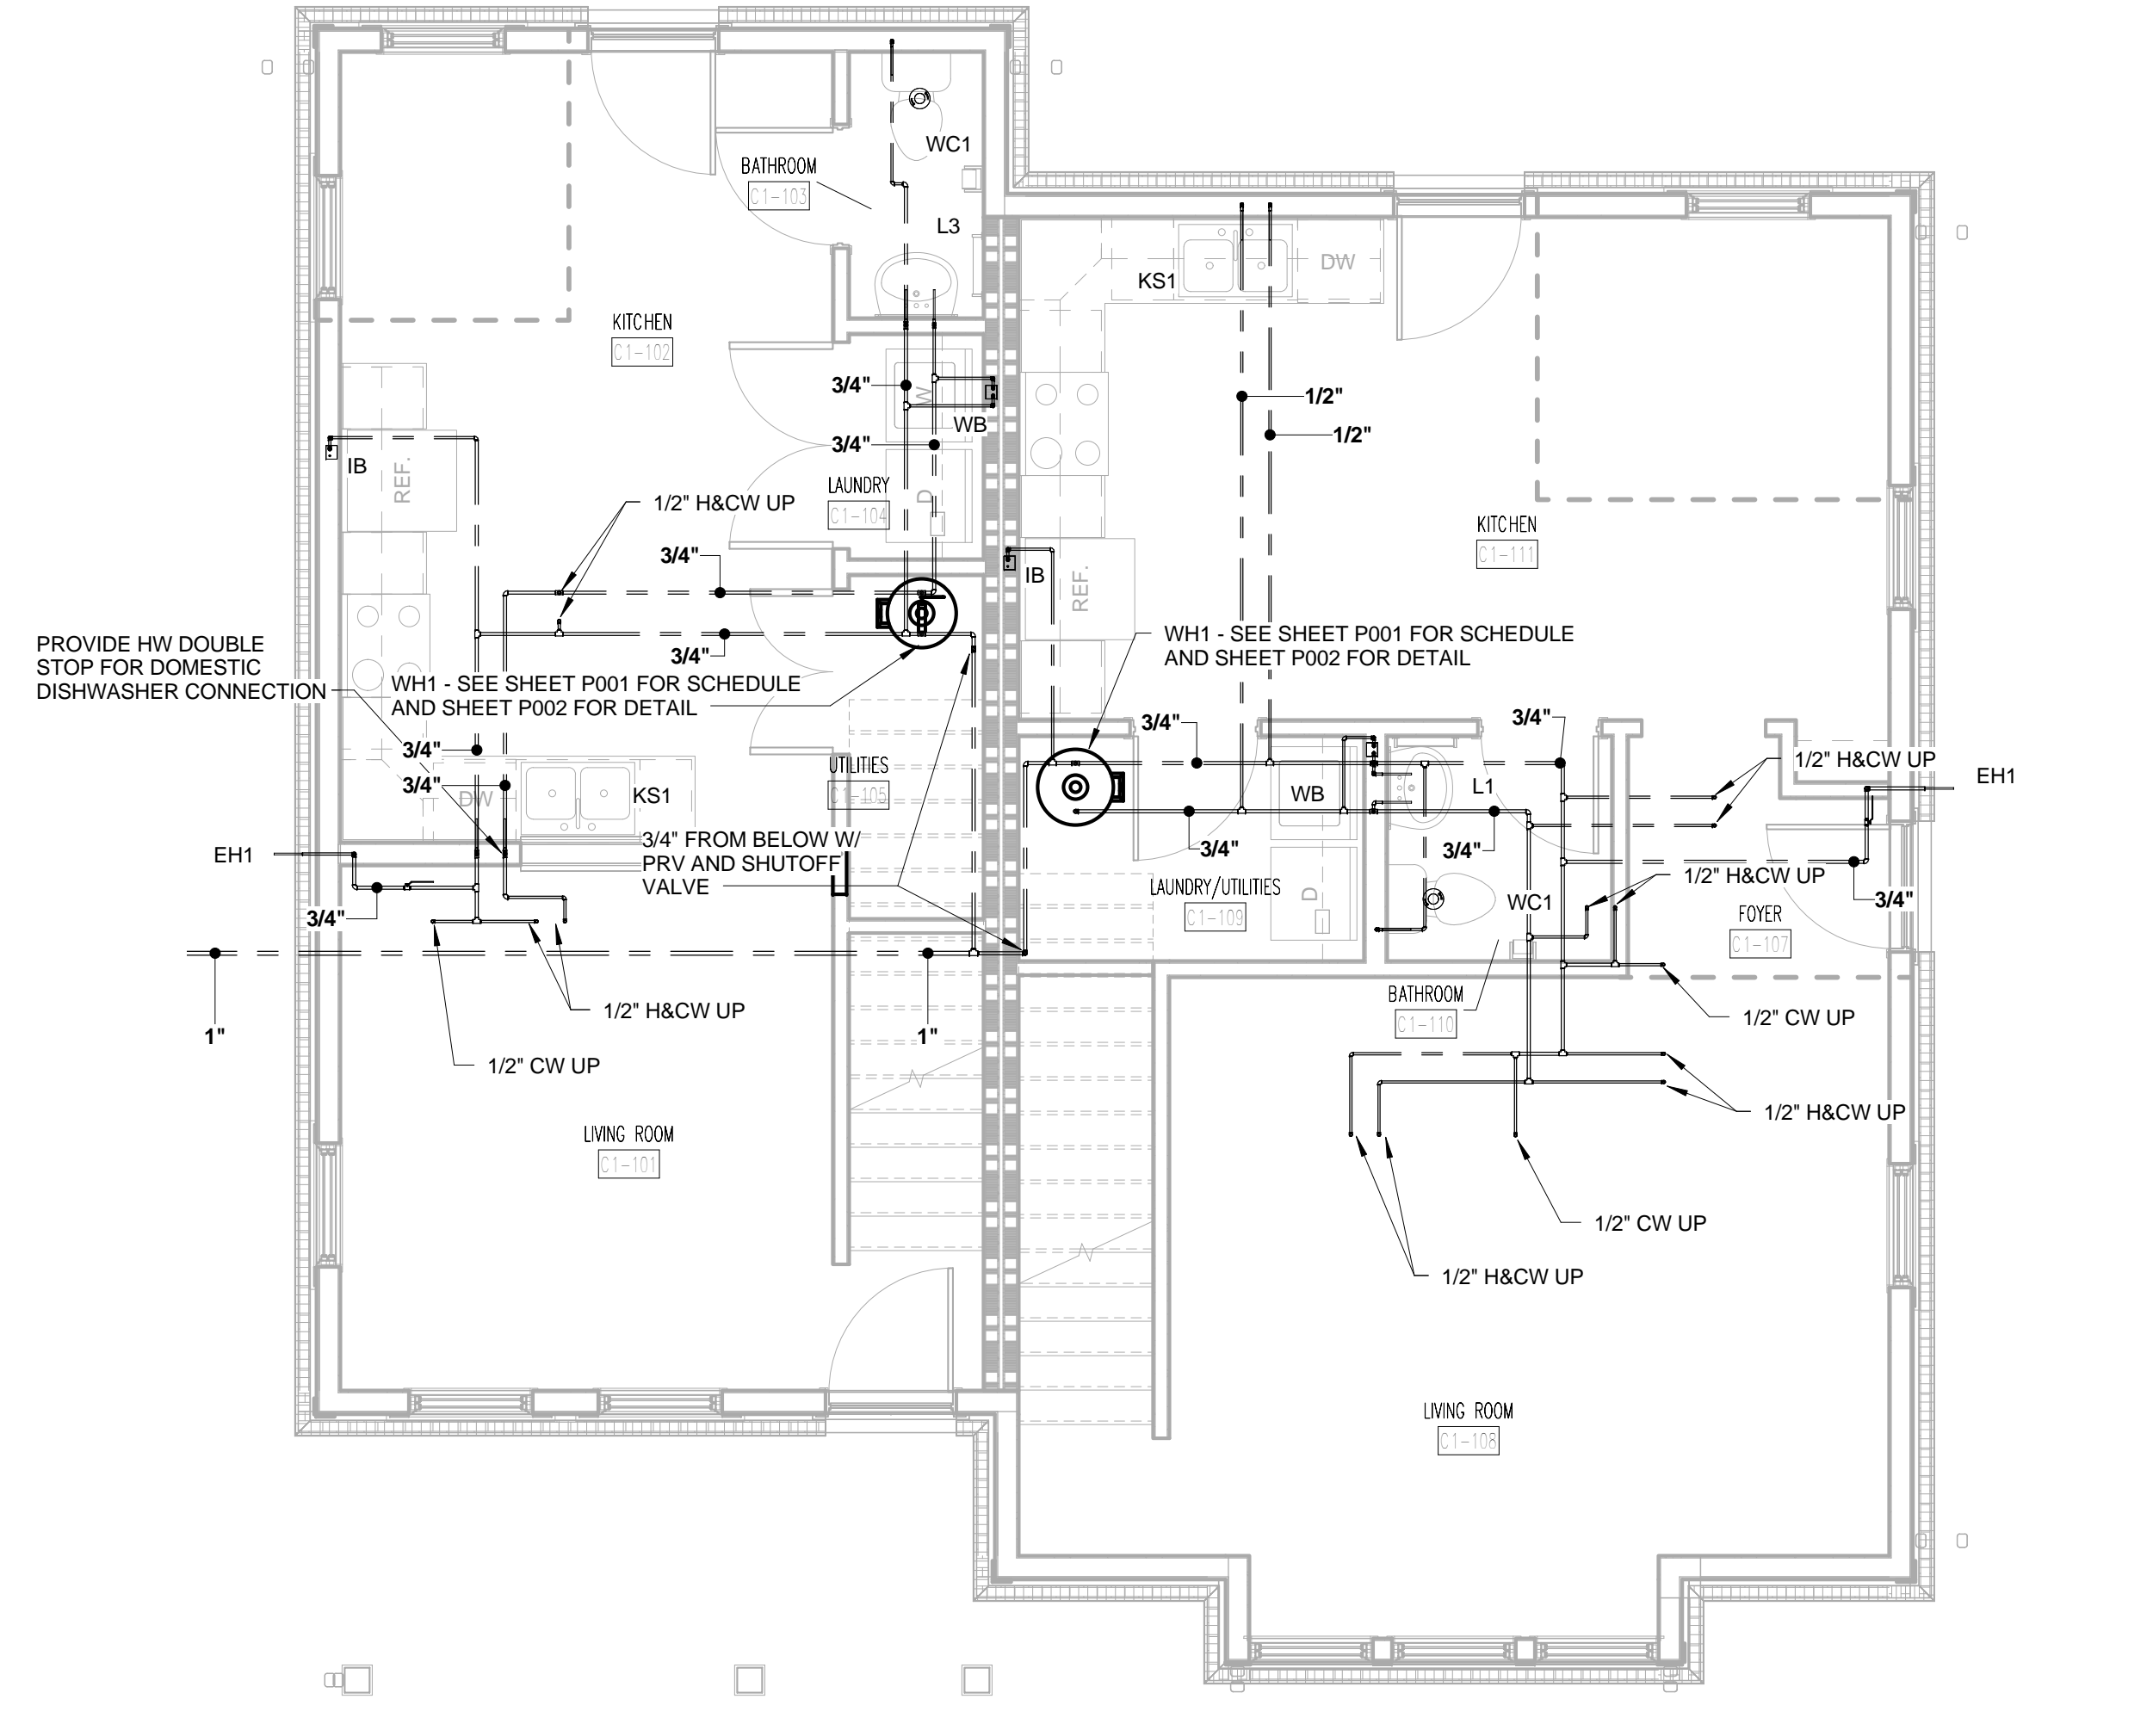 WC1
BATHROOM
C1-103
L3
KS1
DW
KITCHEN
C1-102
3/4"
W
1/2"
WB
1/2"
3/4"
IB
REF.
LAUNDRY
C1-104
D
1/2" H&CW UP
KITCHEN
C1-111
3/4"
IB
REF.
PROVIDE HW DOUBLE
STOP FOR DOMESTIC
DISHWASHER CONNECTION
3/4"
WH1 - SEE SHEET P001 FOR SCHEDULE
AND SHEET P002 FOR DETAIL
WH1 - SEE SHEET P001 FOR SCHEDULE
AND SHEET P002 FOR DETAIL
3/4"
3/4"
3/4"
3/4"
1/2" H&CW UP
EH1
UTILITIES
C1-105
DW
KS1
WB
L1
3/4" FROM BELOW W/
PRV AND SHUTOFF
VALVE
EH1
3/4"
3/4"
1/2" H&CW UP
LAUNDRY/UTILITIES
C1-109
D
WC1
3/4"
3/4"
FOYER
C1-107
1"
1"
1/2" H&CW UP
BATHROOM
C1-110
1/2" CW UP
1/2" CW UP
1/2" H&CW UP
LIVING ROOM
C1-101
1/2" CW UP
1/2" H&CW UP
LIVING ROOM
C1-108